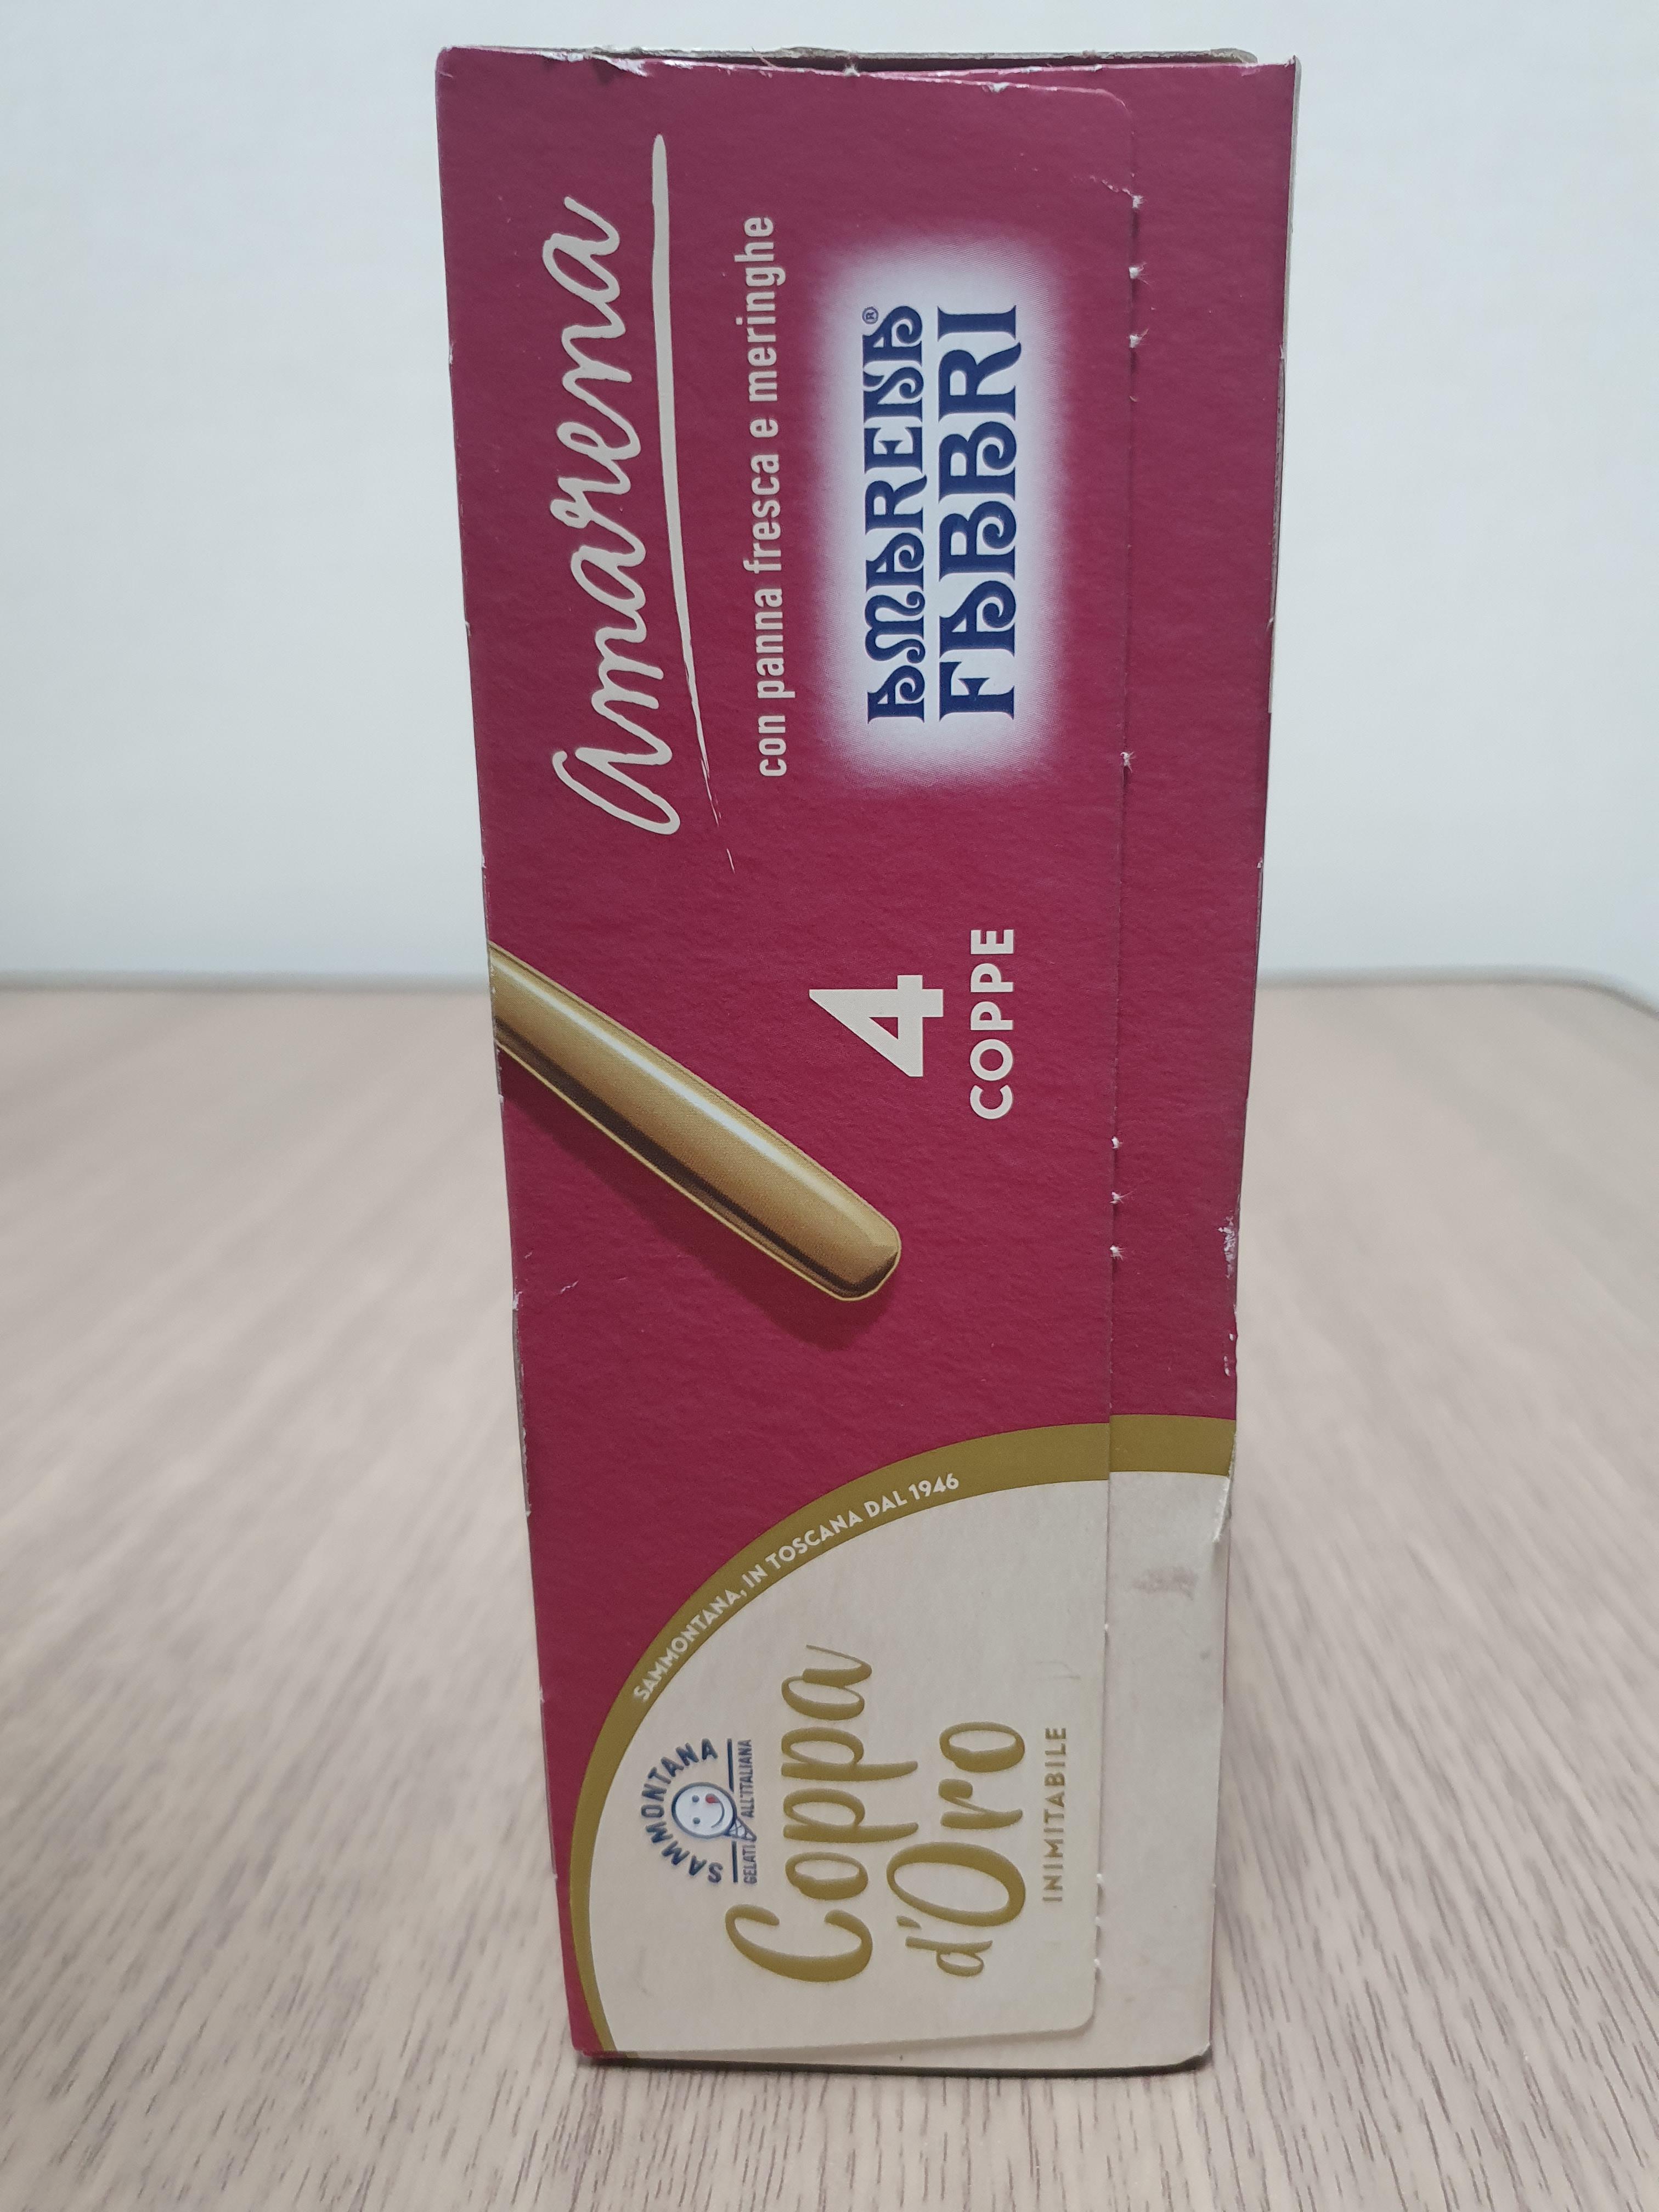 SAMMONTANA, IN TOSCANA DAL 1946
SAMMONTANA
GELATI ALL'ITALIANA
Coppa
d'Oro
INIMITABILE
4
COPPE
Amarena
con panna fresca e meringhe
AMARENA®
FABBRI